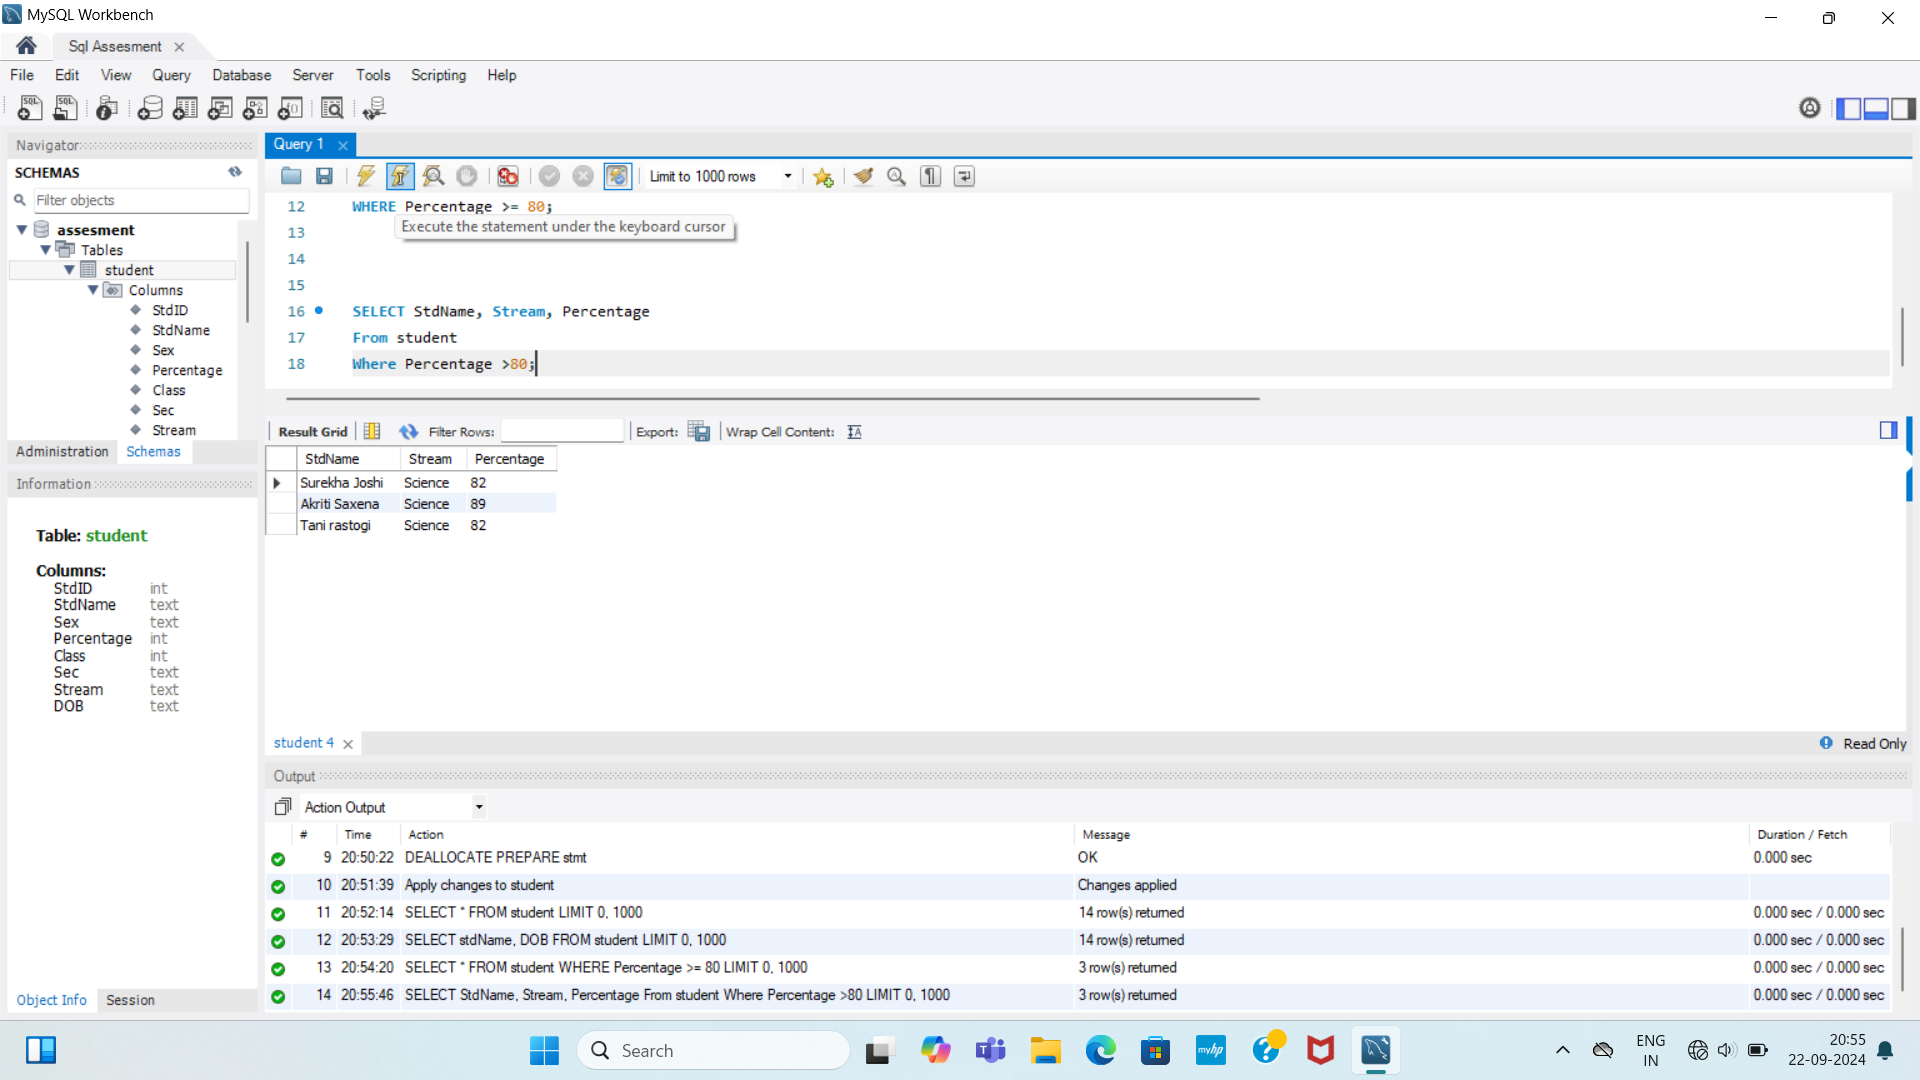 MySQL Workbench
Sql Assesment
File Edit View Query Database Server Tools Scripting Help
Navigator
SCHEMAS
Filter objects
assesment
Tables
student
Columns
StdID
StdName
Sex
Percentage
Class
Sec
Stream
Administration Schemas
Information
Table: student
Columns:
StdID int
StdName text
Sex text
Percentage int
Class int
Sec text
Stream text
DOB text
Object Info Session
Query 1
Limit to 1000 rows
12 WHERE Percentage >= 80;
Execute the statement under the keyboard cursor
13
14
15
16 SELECT StdName, Stream, Percentage
17 From student
18 Where Percentage >80;
Result Grid Filter Rows: Export: Wrap Cell Content:
StdName Stream Percentage
Surekha Joshi Science 82
Akriti Saxena Science 89
Tani rastogi Science 82
student 4 Read Only
Output
Action Output
# Time Action Message Duration / Fetch
9 20:50:22 DEALLOCATE PREPARE stmt OK 0.000 sec
10 20:51:39 Apply changes to student Changes applied
11 20:52:14 SELECT * FROM student LIMIT 0, 1000 14 row(s) returned 0.000 sec / 0.000 sec
12 20:53:29 SELECT stdName, DOB FROM student LIMIT 0, 1000 14 row(s) returned 0.000 sec / 0.000 sec
13 20:54:20 SELECT * FROM student WHERE Percentage >= 80 LIMIT 0, 1000 3 row(s) returned 0.000 sec / 0.000 sec
14 20:55:46 SELECT StdName, Stream, Percentage From student Where Percentage >80 LIMIT 0, 1000 3 row(s) returned 0.000 sec / 0.000 sec
Search
myhp
ENG
IN
20:55
22-09-2024